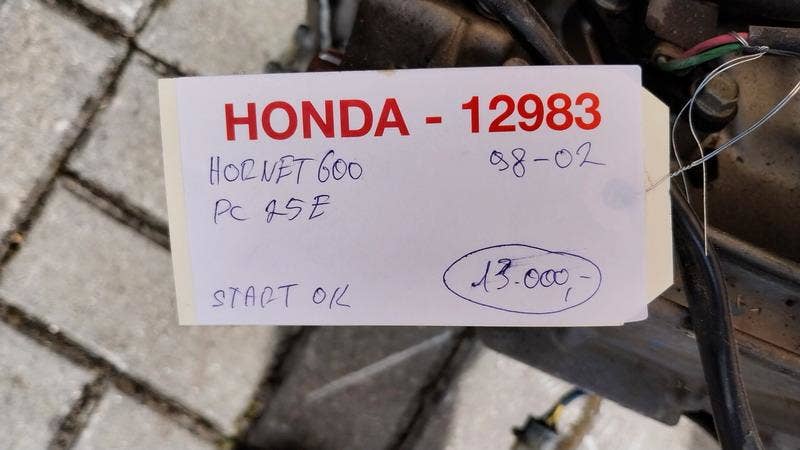 HONDA - 12983
HORNET 600 98-02
PC 25E
START OK 13.000,-